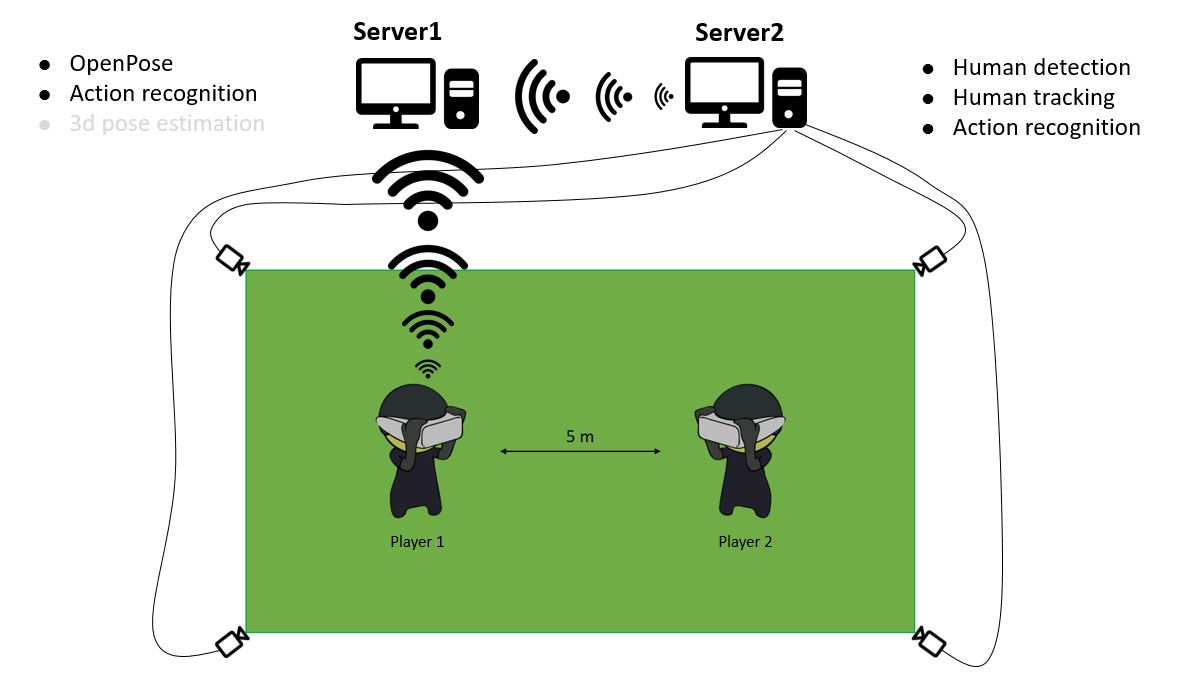 Server1
Server2
● OpenPose
● Action recognition
● 3d pose estimation
● Human detection
● Human tracking
● Action recognition
5 m
Player 1
Player 2